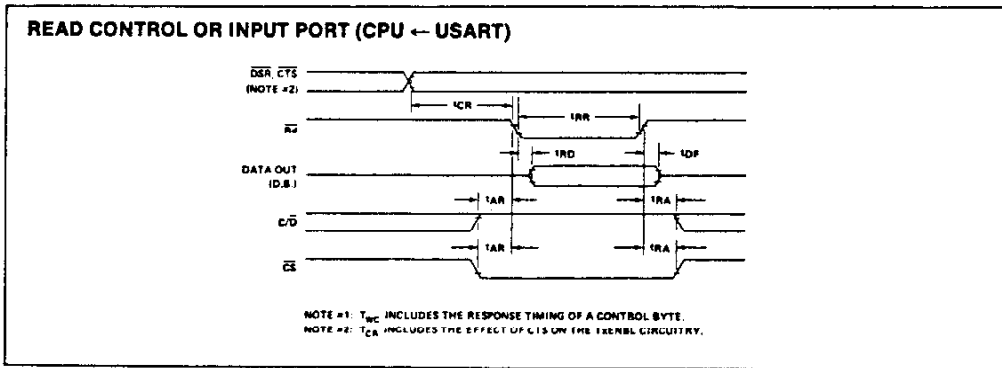 READ CONTROL OR INPUT PORT (CPU ← USART)
DSR, CTS
(NOTE #2)
tCR
tRR
Rd
tRD
tDF
DATA OUT
(D.B.)
tAR
tRA
C/D
tAR
tRA
CS
NOTE #1: TWC INCLUDES THE RESPONSE TIMING OF A CONTROL BYTE.
NOTE #2: TCR INCLUDES THE EFFECT OF CTS ON THE TXENBL CIRCUITRY.